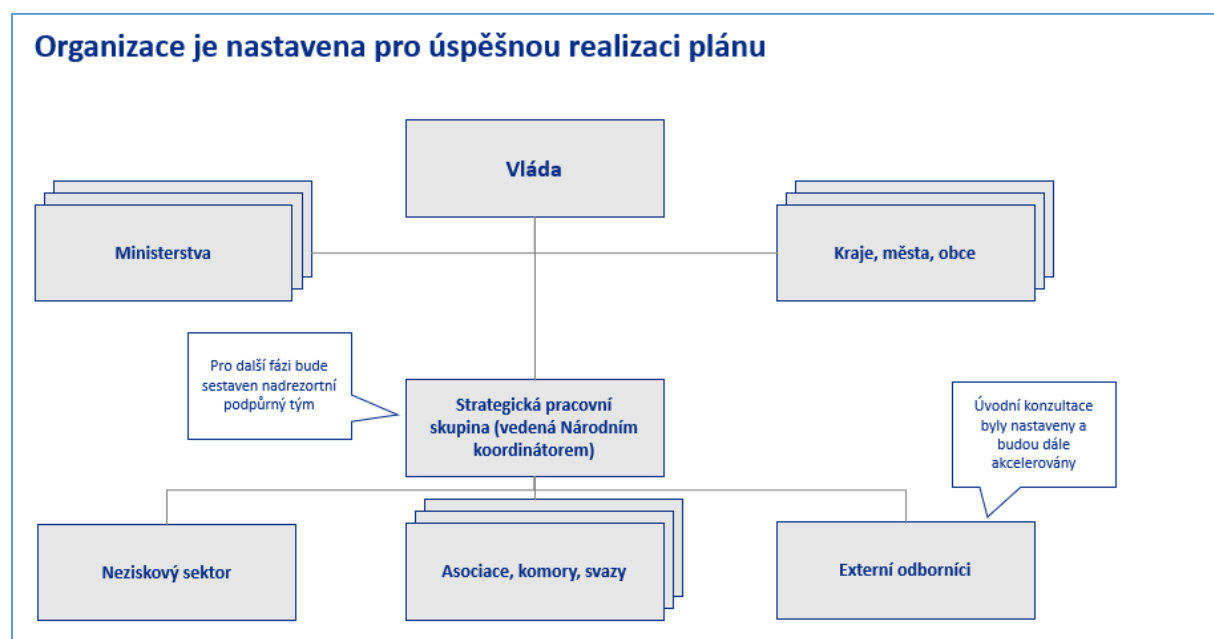 Organizace je nastavena pro úspěšnou realizaci plánu
Vláda
Ministerstva
Kraje, města, obce
Pro další fázi bude
sestaven nadrezortní
podpůrný tým
Strategická pracovní
skupina (vedená Národním
koordinátorem)
Úvodní konzultace
byly nastaveny a
budou dále
akcelerovány
Neziskový sektor
Asociace, komory, svazy
Externí odborníci